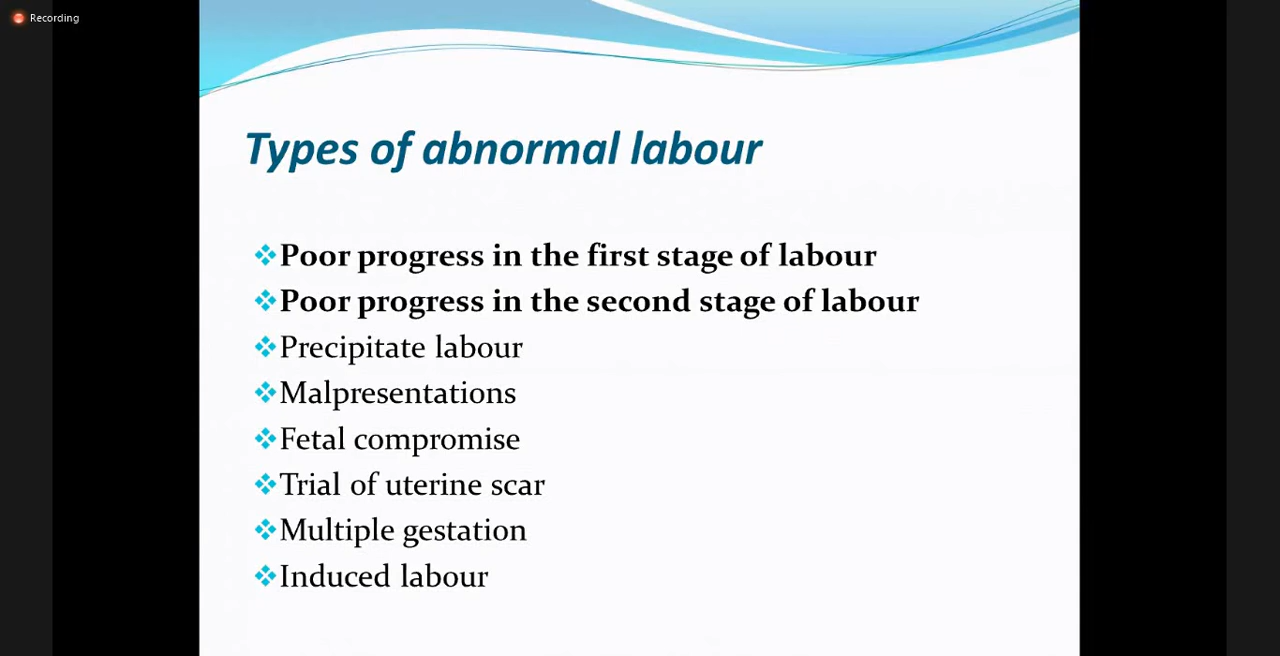 Recording
Types of abnormal labour
Poor progress in the first stage of labour
Poor progress in the second stage of labour
Precipitate labour
Malpresentations
Fetal compromise
Trial of uterine scar
Multiple gestation
Induced labour